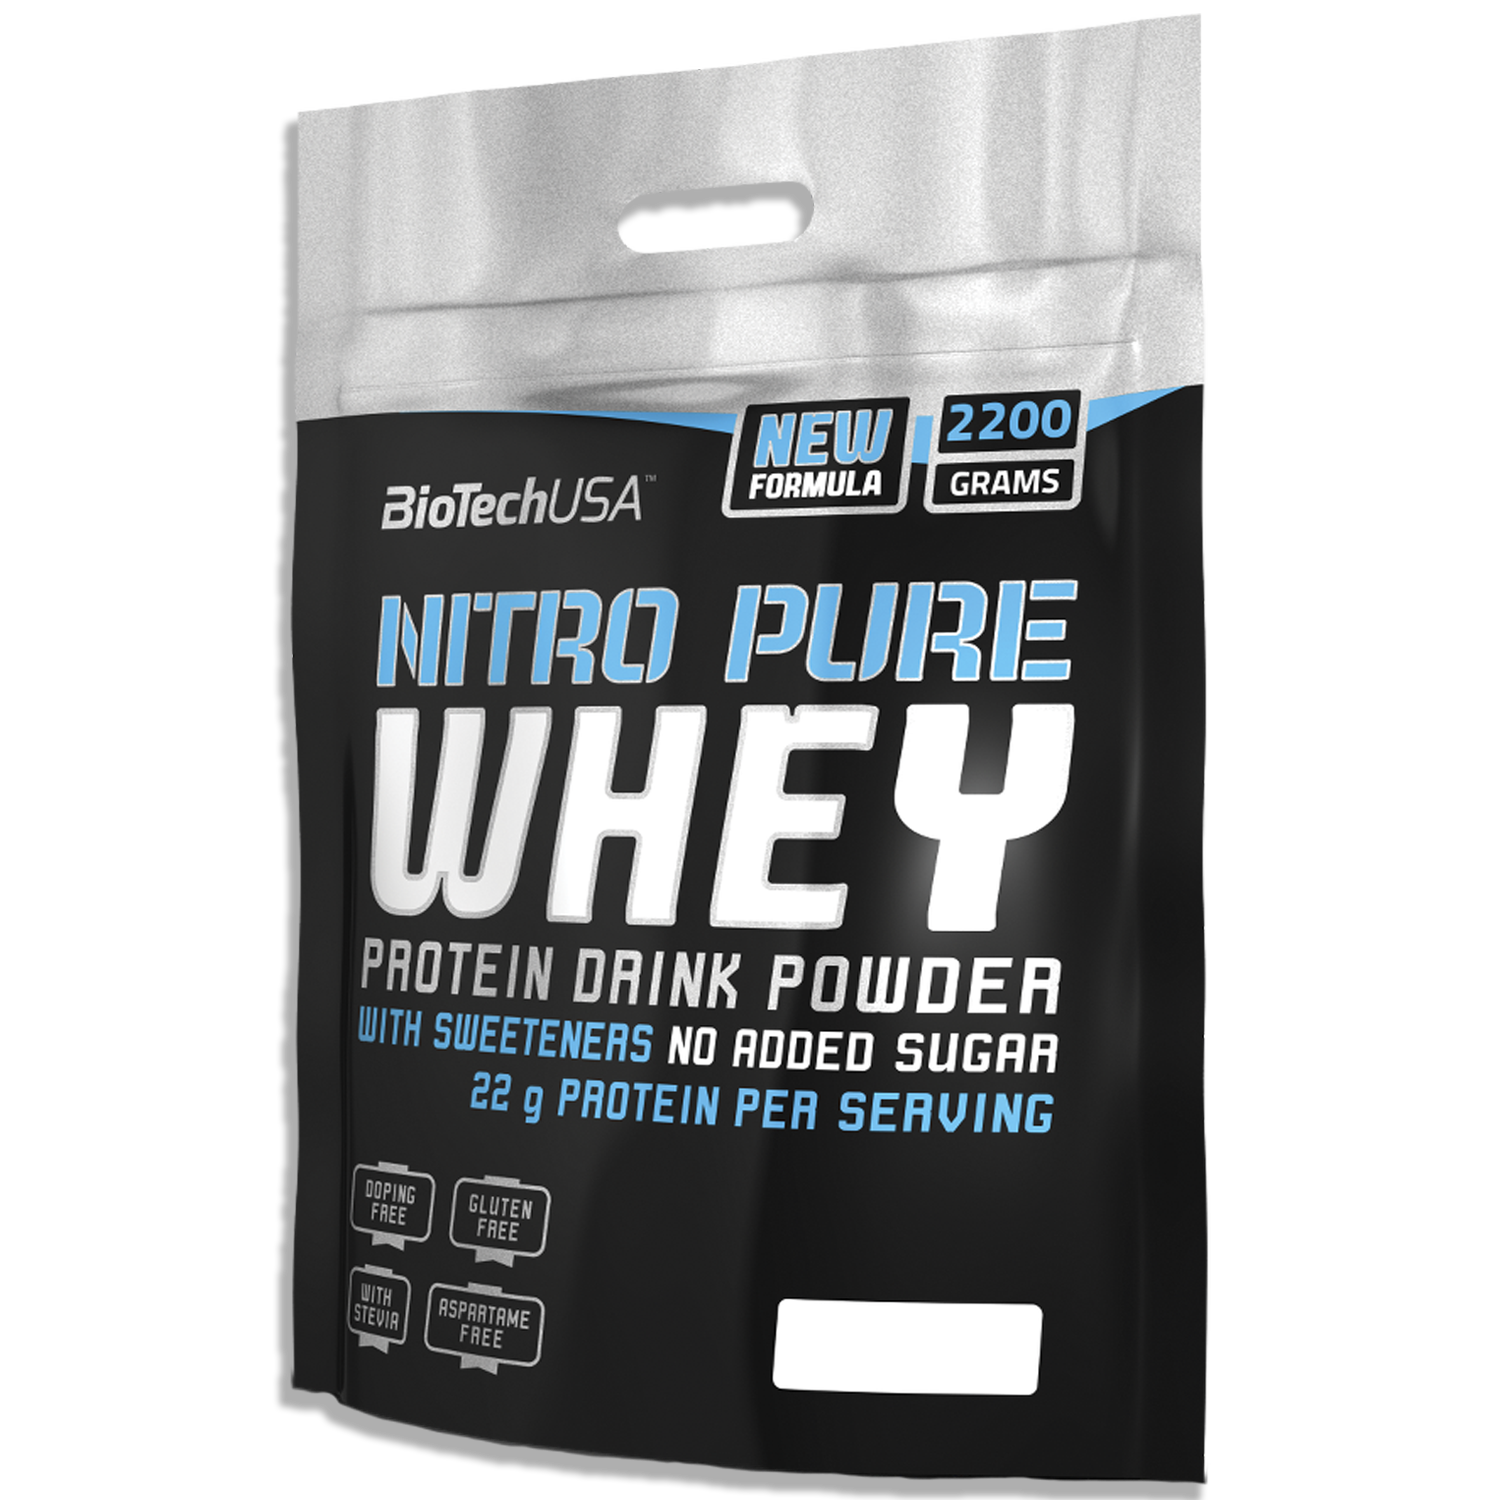 NEW
FORMULA
2200
GRAMS
BioTechUSA™
NITRO PURE
WHEY
PROTEIN DRINK POWDER
WITH SWEETENERS NO ADDED SUGAR
22 g PROTEIN PER SERVING
DOPING
FREE
GLUTEN
FREE
WITH
STEVIA
ASPARTAME
FREE